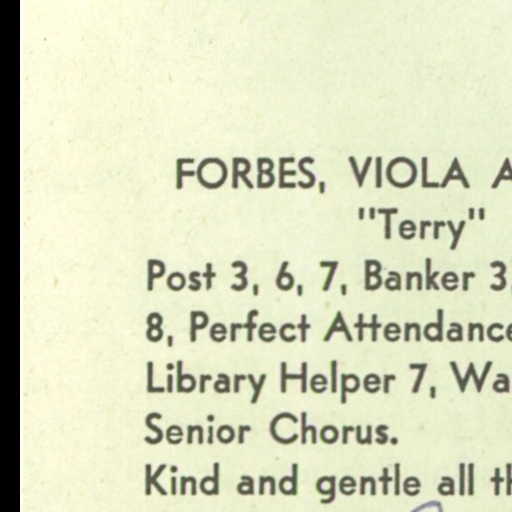 FORBES, VIOLA A
"Terry"
Post 3, 6, 7, Banker 3
8, Perfect Attendance
Library Helper 7, Wa
Senior Chorus.
Kind and gentle all th